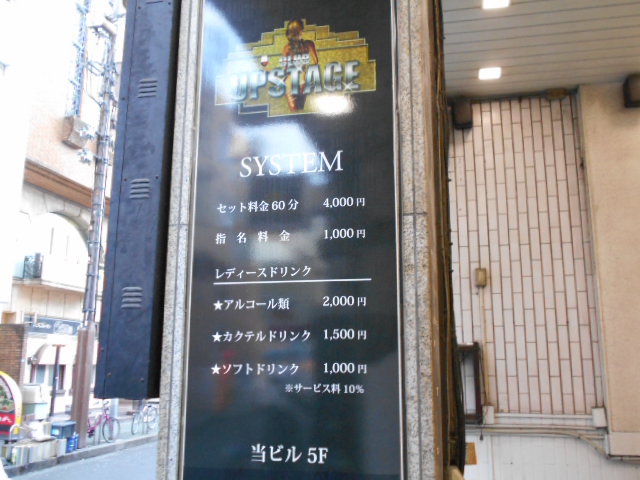 CLUB
UPSTAGE
SYSTEM
セット料金 60分 4,000円
指名料金 1,000円
レディースドリンク
★アルコール類 2,000円
★カクテルドリンク 1,500円
★ソフトドリンク 1,000円
※サービス料10%
当ビル 5F